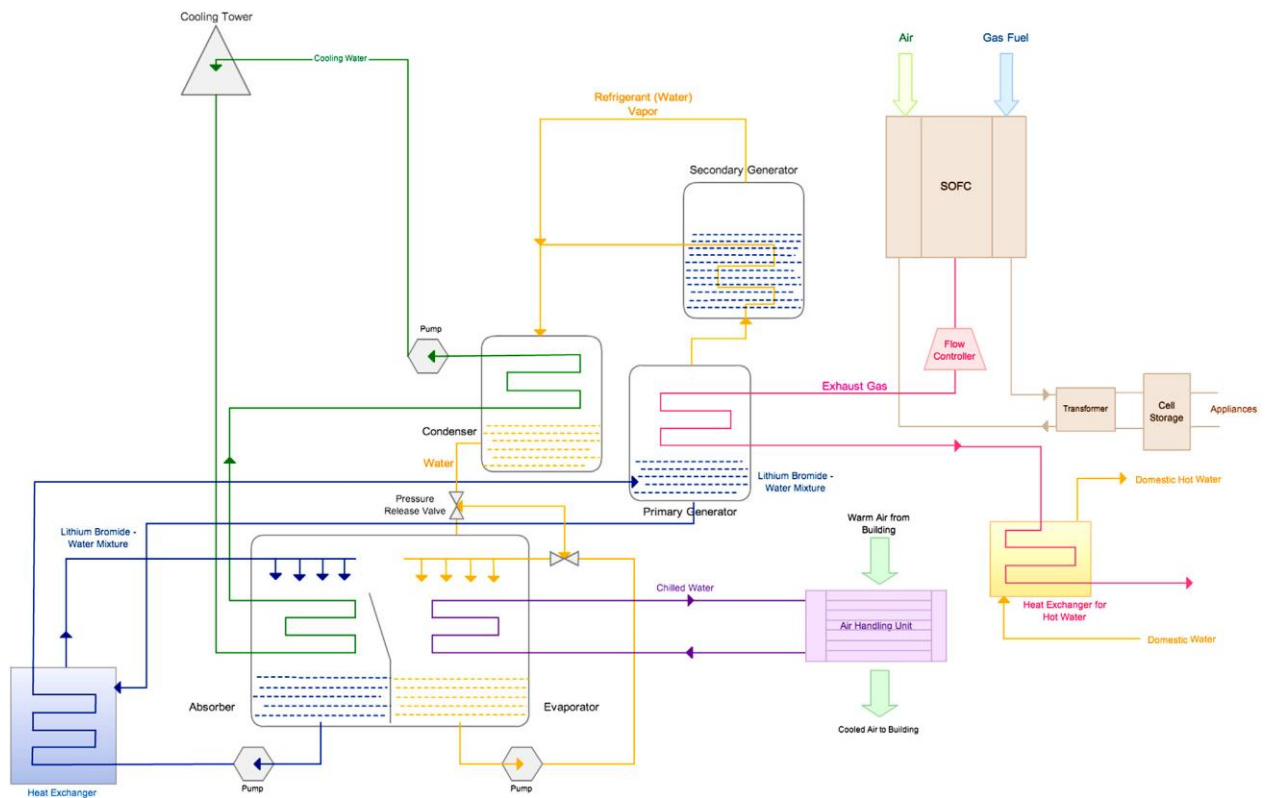 Cooling Tower
Cooling Water
Air
Gas Fuel
Refrigerant (Water)
Vapor
Secondary Generator
SOFC
Pump
Flow
Controller
Exhaust Gas
Transformer
Cell
Storage
Appliances
Condenser
Water
Lithium Bromide -
Water Mixture
Domestic Hot Water
Pressure
Release Valve
Primary Generator
Warm Air from
Building
Lithium Bromide -
Water Mixture
Chilled Water
Heat Exchanger for
Hot Water
Air Handling Unit
Domestic Water
Absorber
Evaporator
Cooled Air to Building
Heat Exchanger
Pump
Pump